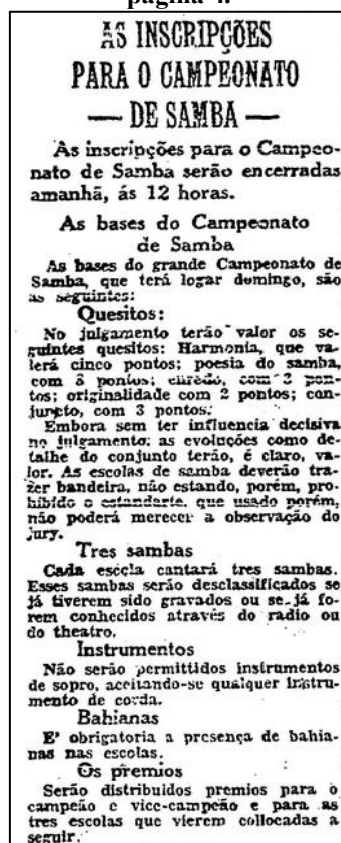 página 4.
AS INSCRIPÇÕES
PARA O CAMPEONATO
— DE SAMBA —
As inscripções para o Campeo-
nato de Samba serão encerradas
amanhã, ás 12 horas.
As bases do Campeonato
de Samba
As bases do grande Campeonato de
Samba, que terá logar domingo, são
as seguintes:
Quesitos:
No julgamento terão valor os se-
guintes quesitos: Harmonia, que va-
lerá cinco pontos; poesia do samba,
com 3 pontos; enredo, com pon-
tos; originalidade com 2 pontos; con-
juncto, com 3 pontos.
Embora sem ter influencia decisiva
no julgamento: as evoluções como de-
talhe do conjunto terão, é claro, va-
lor. As escolas de samba deverão tra-
zer bandeira, não estando, porém, pro-
hibido o estandarte, que usado porém,
não poderá merecer a observação do
jury.
Tres sambas
Cada escola cantará tres sambas.
Esses sambas serão desclassificados se
já tiverem sido gravados ou se já fo-
rem conhecidos através do radio ou
do theatro.
Instrumentos
Não serão permittidos instrumentos
de sopro, aceitando-se qualquer instru-
mento de corda.
Bahianas
E' obrigatoria a presença de bahia-
nas nas escolas.
Os premios
Serão distribuidos premios para o
campeão e vice-campeão e para as
tres escolas que vierem collocadas a
seguir.